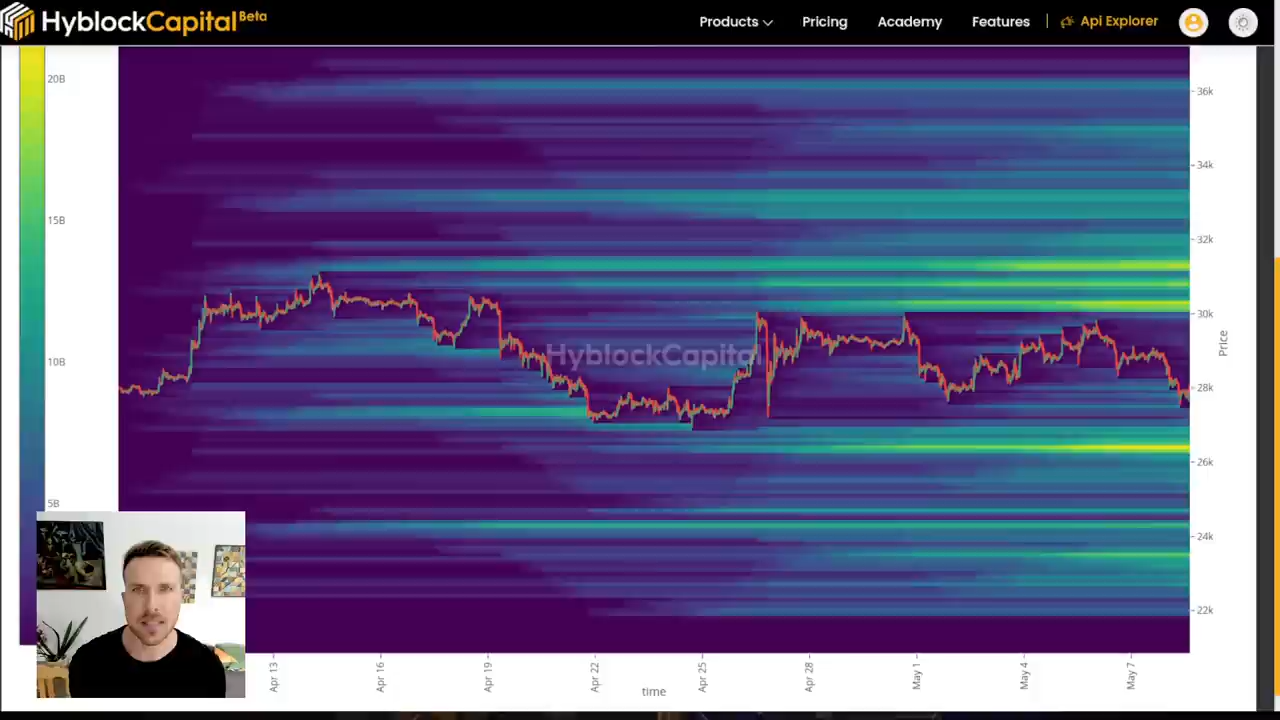 HyblockCapital Beta
Products
Pricing
Academy
Features
Api Explorer
20B
15B
10B
5B
HyblockCapital
36k
34k
32k
30k
28k
26k
24k
22k
Price
Apr 13
Apr 16
Apr 19
Apr 22
Apr 25
Apr 28
May 1
May 4
May 7
time